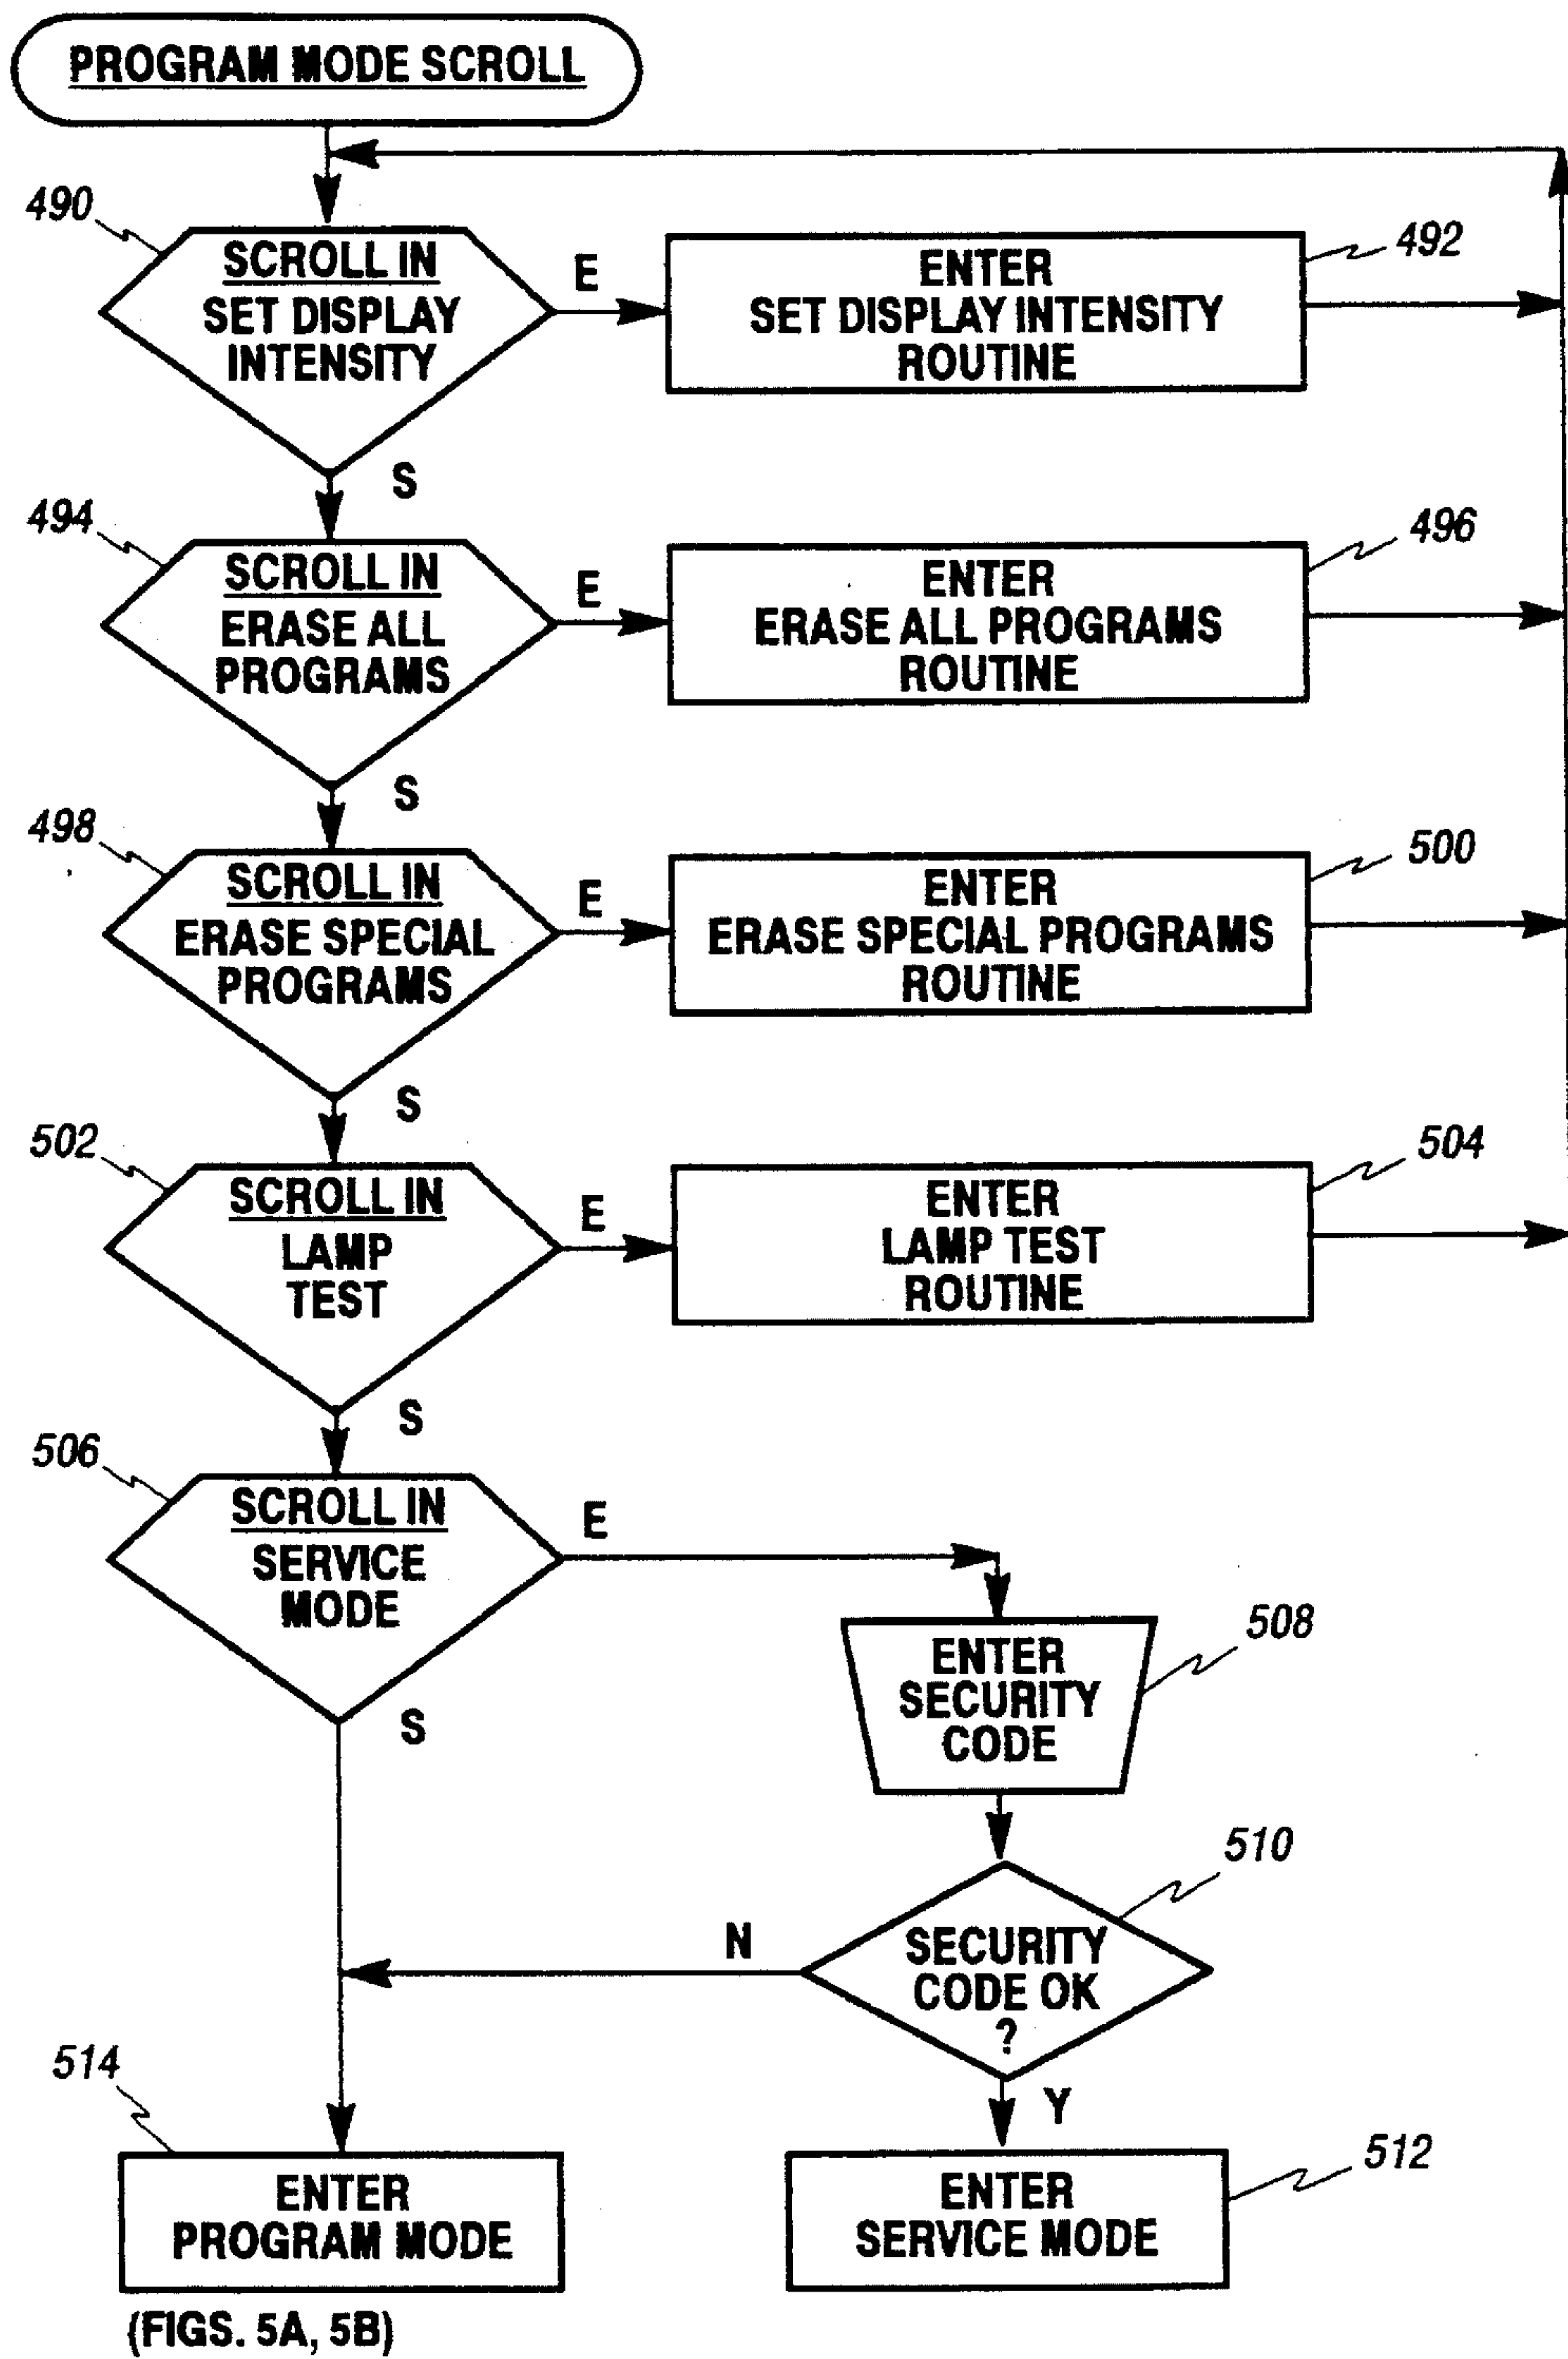 PROGRAM MODE SCROLL
490
SCROLL IN
SET DISPLAY
INTENSITY
E
ENTER
SET DISPLAY INTENSITY
ROUTINE
492
S
494
SCROLL IN
ERASE ALL
PROGRAMS
E
ENTER
ERASE ALL PROGRAMS
ROUTINE
496
S
498
SCROLL IN
ERASE SPECIAL
PROGRAMS
E
ENTER
ERASE SPECIAL PROGRAMS
ROUTINE
500
S
502
SCROLL IN
LAMP
TEST
E
ENTER
LAMP TEST
ROUTINE
504
S
506
SCROLL IN
SERVICE
MODE
E
S
ENTER
SECURITY
CODE
508
SECURITY
CODE OK
?
510
N
Y
514
ENTER
PROGRAM MODE
(FIGS. 5A, 5B)
ENTER
SERVICE MODE
512